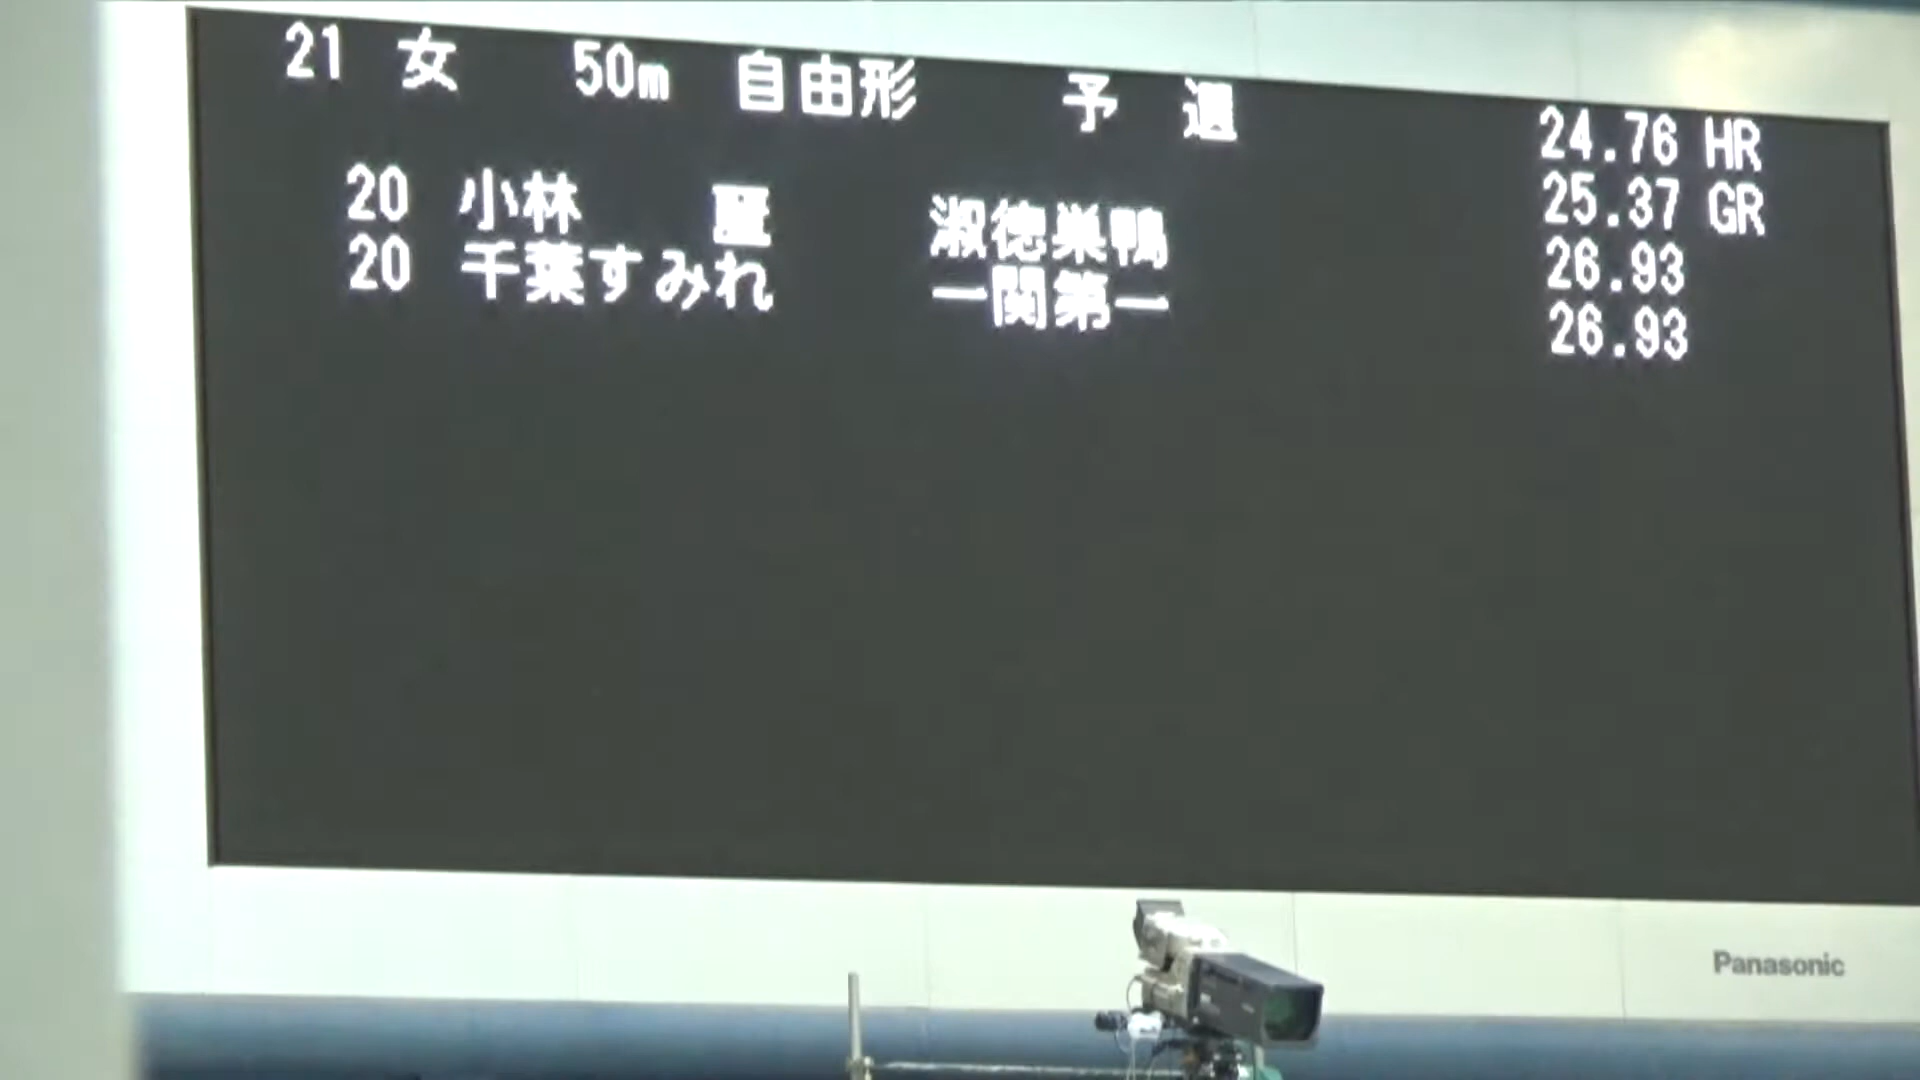 21 女 50m 自由形 予 選
24.76 HR
25.37 GR
20 小林 淑徳巣鴨 26.93
20 千葉すみれ 一関第一 26.93
Panasonic